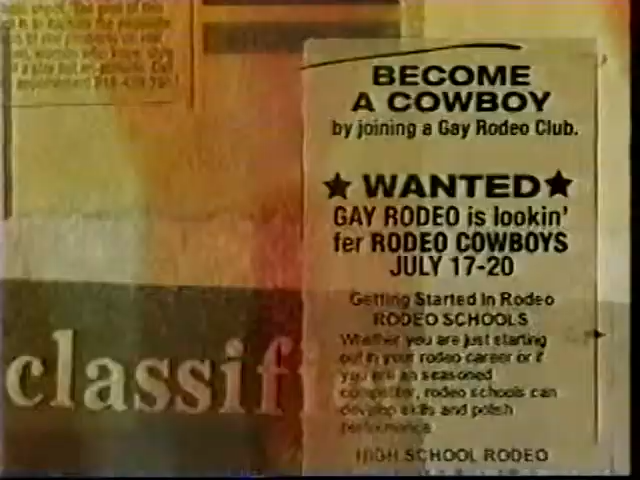 BECOME
A COWBOY
by joining a Gay Rodeo Club.
★ WANTED ★
GAY RODEO is lookin'
fer RODEO COWBOYS
JULY 17-20
Getting Started In Rodeo
RODEO SCHOOLS
Whether you are just starting
out in your rodeo career or if
you are an seasoned
competitor, rodeo schools can
develop skills and polish
performance
HIGH SCHOOL RODEO
classifi